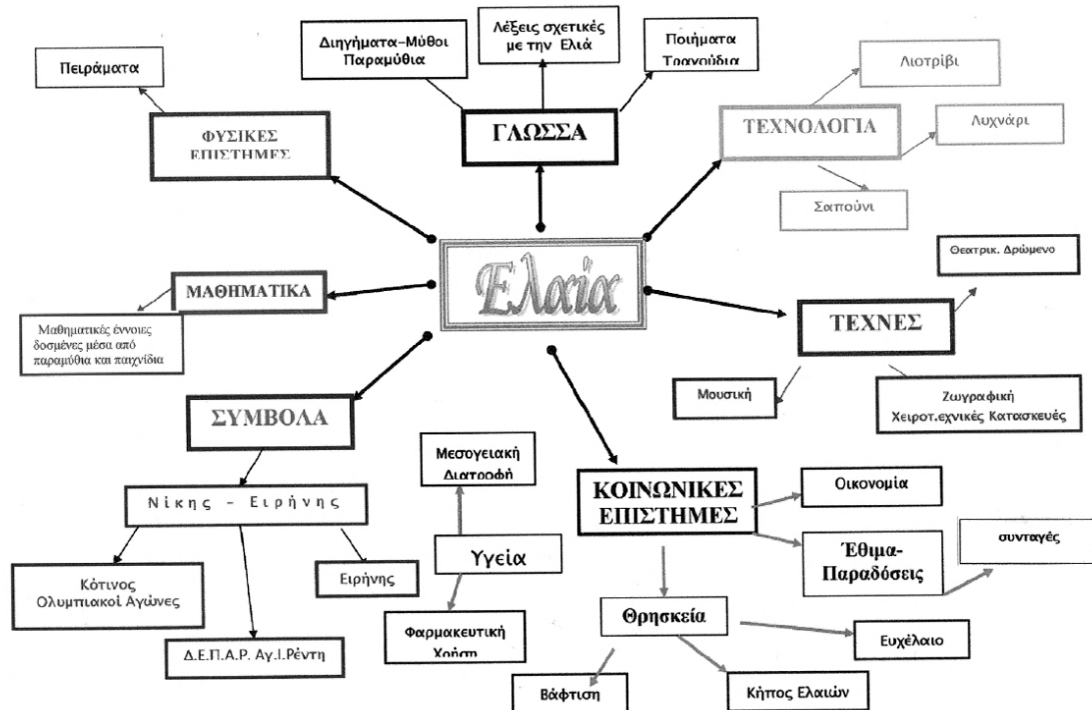 Πειράματα
Διηγήματα–Μύθοι
Παραμύθια
Λέξεις σχετικές
με την Ελιά
Ποιήματα
Τραγούδια
Λιοτρίβι
Λυχνάρι
Σαπούνι
ΦΥΣΙΚΕΣ
ΕΠΙΣΤΗΜΕΣ
ΓΛΩΣΣΑ
ΤΕΧΝΟΛΟΓΙΑ
Ελαία
Θεατρικ. Δρώμενο
ΜΑΘΗΜΑΤΙΚΑ
Μαθηματικές έννοιες
δοσμένες μέσα από
παραμύθια και παιχνίδια
ΤΕΧΝΕΣ
Μουσική
Ζωγραφική
Χειροτ.εχνικές Κατασκευές
ΣΥΜΒΟΛΑ
Νίκης – Ειρήνης
Κότινος
Ολυμπιακοί Αγώνες
Ειρήνης
Δ.Ε.Π.Α.Ρ. Αγ.Ι.Ρέντη
Μεσογειακή
Διατροφή
Υγεία
Φαρμακευτική
Χρήση
ΚΟΙΝΩΝΙΚΕΣ
ΕΠΙΣΤΗΜΕΣ
Οικονομία
Έθιμα-
Παραδόσεις
συνταγές
Θρησκεία
Ευχέλαιο
Βάφτιση
Κήπος Ελαιών